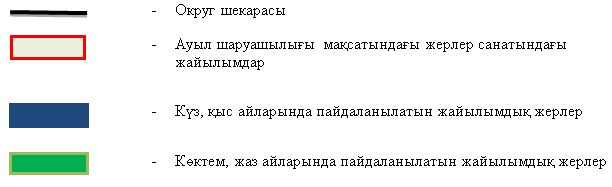 - Округ шекарасы
- Ауыл шаруашылығы мақсатындағы жерлер санатындағы
жайылымдар
- Күз, қыс айларында пайдаланылатын жайылымдық жерлер
- Көктем, жаз айларында пайдаланылатын жайылымдық жерлер